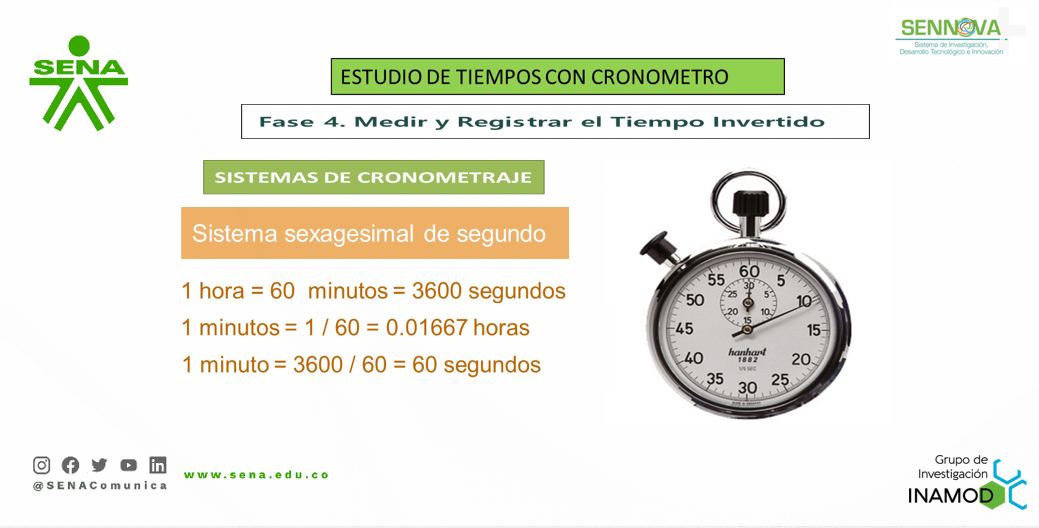 SENA
SENNOVA
Sistema de Investigación,
Desarrollo Tecnológico e Innovación
ESTUDIO DE TIEMPOS CON CRONOMETRO
Fase 4. Medir y Registrar el Tiempo Invertido
SISTEMAS DE CRONOMETRAJE
Sistema sexagesimal de segundo
1 hora = 60 minutos = 3600 segundos
1 minutos = 1 / 60 = 0.01667 horas
1 minuto = 3600 / 60 = 60 segundos
60
55 5
50 10
45 15
40 20
35 25
30
30
25 5
20 10
15
hanhart
1882
1/5 SEC
@SENAComunica
www.sena.edu.co
Grupo de
Investigación
INAMOD